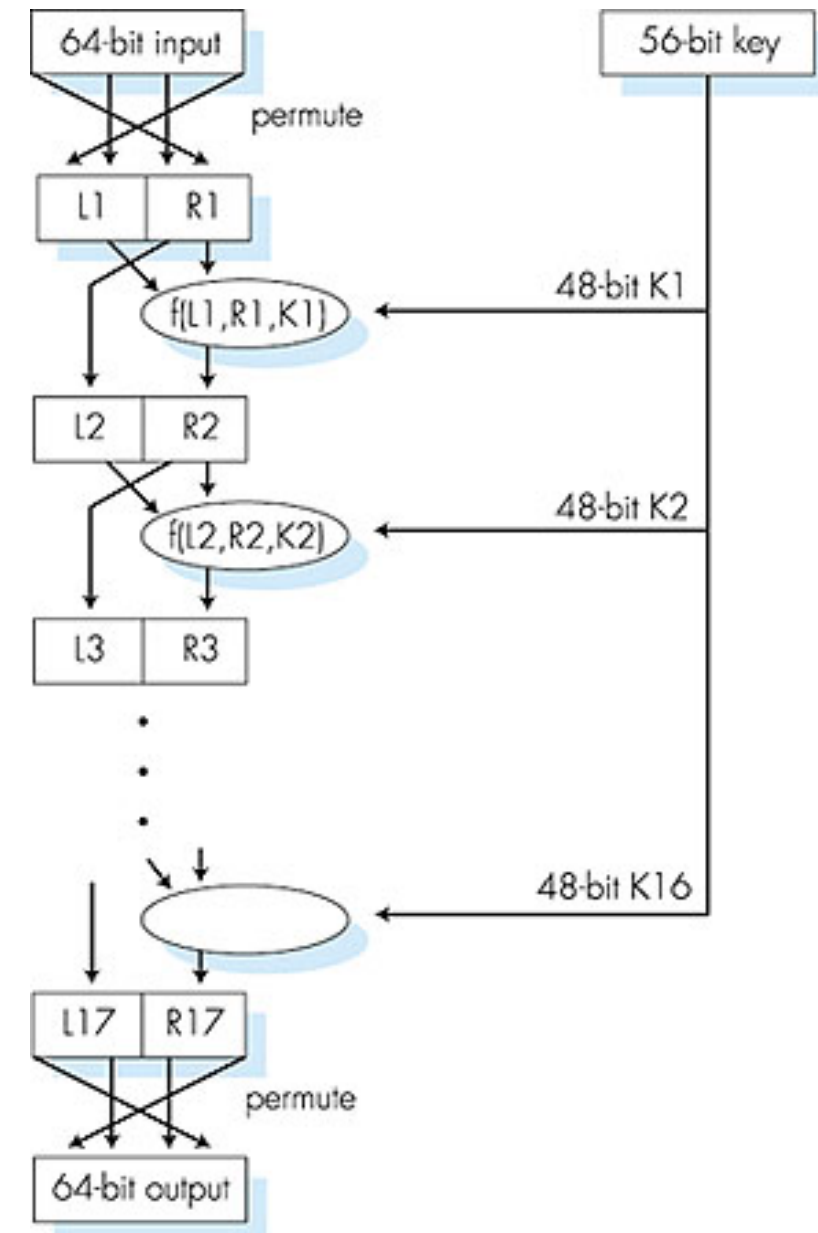 64-bit input
56-bit key
permute
L1 R1
48-bit K1
f(L1,R1,K1)
L2 R2
48-bit K2
f(L2,R2,K2)
L3 R3
48-bit K16
L17 R17
permute
64-bit output